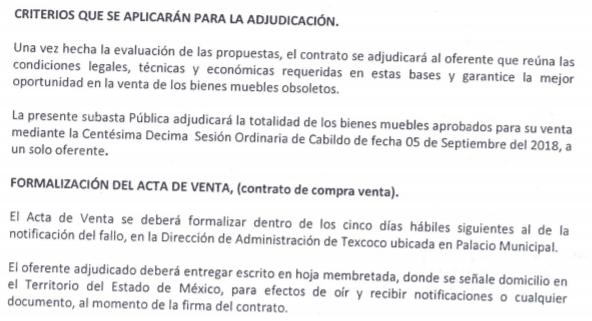 CRITERIOS QUE SE APLICARÁN PARA LA ADJUDICACIÓN.
Una vez hecha la evaluación de las propuestas, el contrato se adjudicará al oferente que reúna las
condiciones legales, técnicas y económicas requeridas en estas bases y garantice la mejor
oportunidad en la venta de los bienes muebles obsoletos.
La presente subasta Pública adjudicará la totalidad de los bienes muebles aprobados para su venta
mediante la Centésima Decima Sesión Ordinaria de Cabildo de fecha 05 de Septiembre del 2018, a
un solo oferente.
FORMALIZACIÓN DEL ACTA DE VENTA, (contrato de compra venta).
El Acta de Venta se deberá formalizar dentro de los cinco días hábiles siguientes al de la
notificación del fallo, en la Dirección de Administración de Texcoco ubicada en Palacio Municipal.
El oferente adjudicado deberá entregar escrito en hoja membretada, donde se señale domicilio en
el Territorio del Estado de México, para efectos de oír y recibir notificaciones o cualquier
documento, al momento de la firma del contrato.